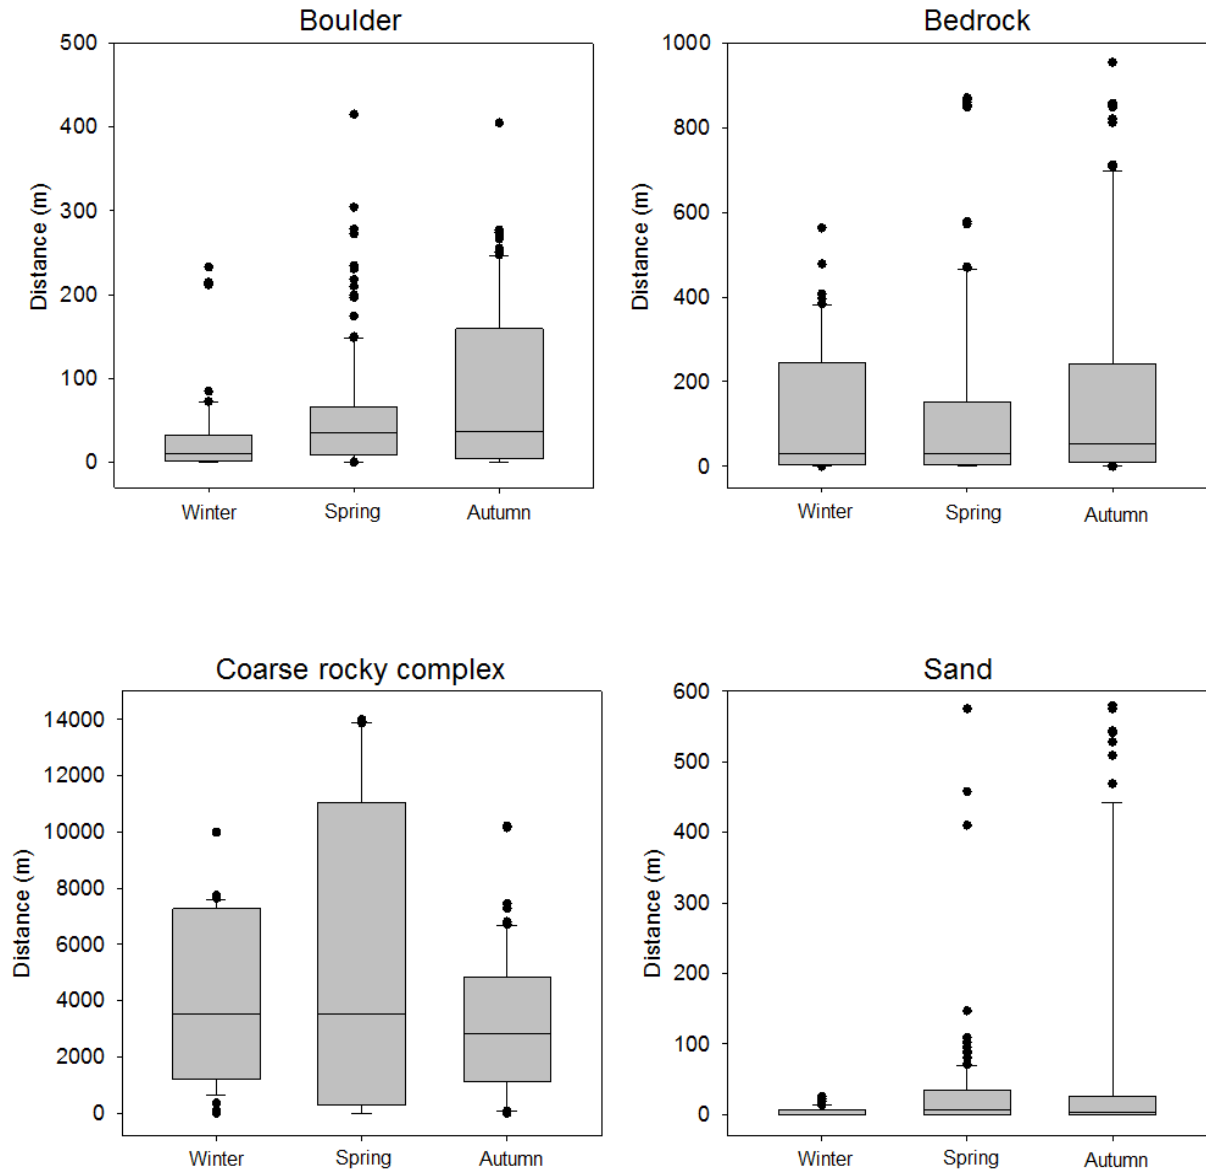 Boulder
500
400
300
200
100
0
Distance (m)
Winter
Spring
Autumn
Bedrock
1000
800
600
400
200
0
Distance (m)
Winter
Spring
Autumn
Coarse rocky complex
14000
12000
10000
8000
6000
4000
2000
0
Distance (m)
Winter
Spring
Autumn
Sand
600
500
400
300
200
100
0
Distance (m)
Winter
Spring
Autumn